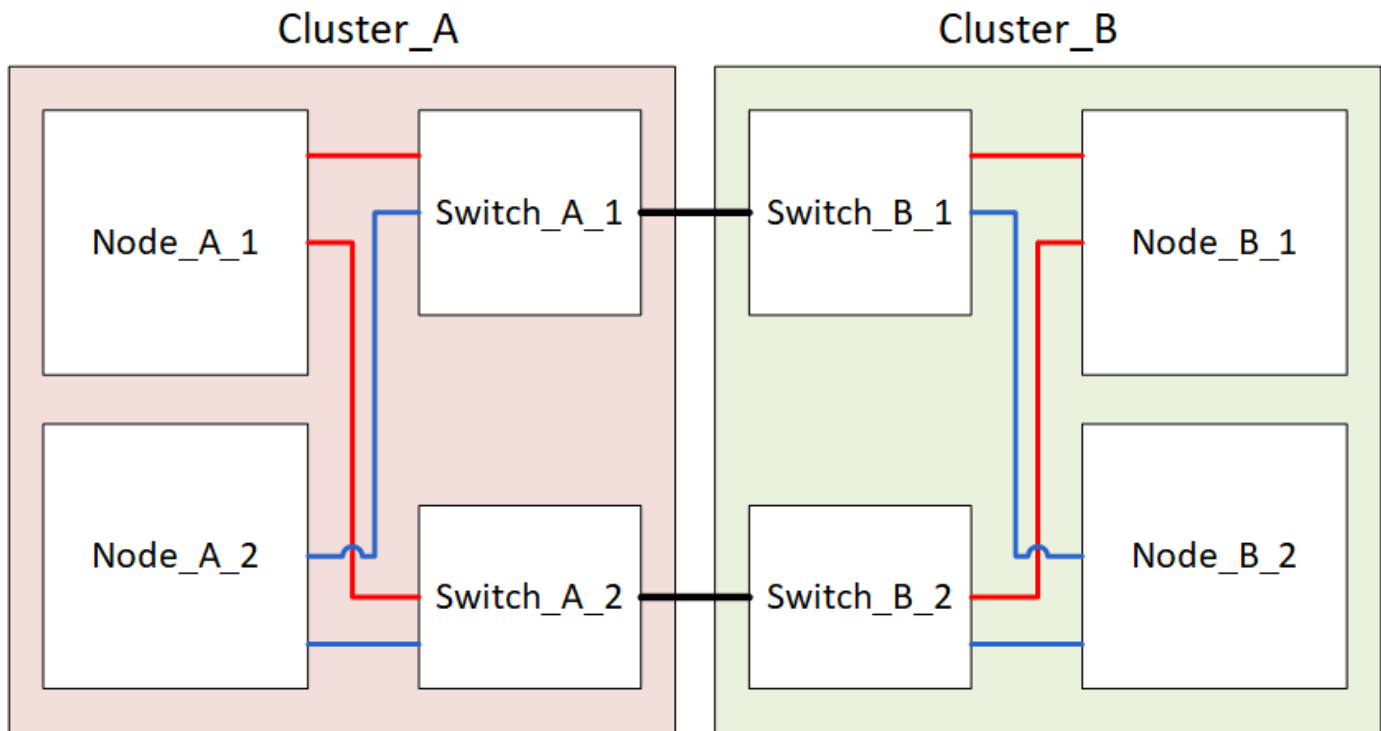 Cluster_A
Cluster_B
Node_A_1
Switch_A_1
Switch_B_1
Node_B_1
Node_A_2
Switch_A_2
Switch_B_2
Node_B_2